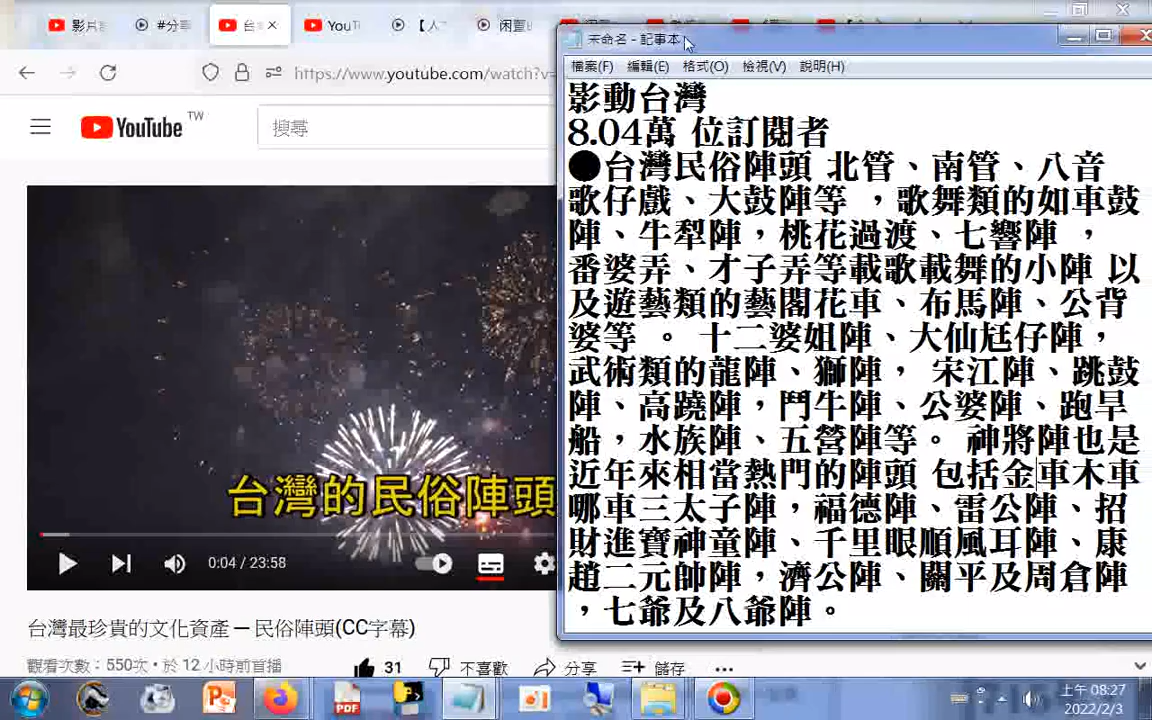 影片
#分享
台
YouT
【人
閑置
未命名 - 記事本
https://www.youtube.com/watch?v=
檔案(F) 編輯(E) 格式(O) 檢視(V) 說明(H)
YouTube TW
搜尋
影動台灣
8.04萬 位訂閱者
●台灣民俗陣頭 北管、南管、八音
歌仔戲、大鼓陣等 ，歌舞類的如車鼓
陣、牛犁陣，桃花過渡、七響陣 ，
番婆弄、才子弄等載歌載舞的小陣 以
及遊藝類的藝閣花車、布馬陣、公背
婆等 。 十二婆姐陣、大仙尪仔陣，
武術類的龍陣、獅陣， 宋江陣、跳鼓
陣、高蹺陣，鬥牛陣、公婆陣、跑旱
船，水族陣、五營陣等。 神將陣也是
近年來相當熱門的陣頭 包括金車木車
哪車三太子陣，福德陣、雷公陣、招
財進寶神童陣、千里眼順風耳陣、康
趙二元帥陣，濟公陣、關平及周倉陣
，七爺及八爺陣。
台灣的民俗陣頭
0:04 / 23:58
台灣最珍貴的文化資產 ─ 民俗陣頭(CC字幕)
觀看次數：550次 • 於 12 小時前首播
31 不喜歡 分享 儲存
PDF
上午 08:27
2022/2/3